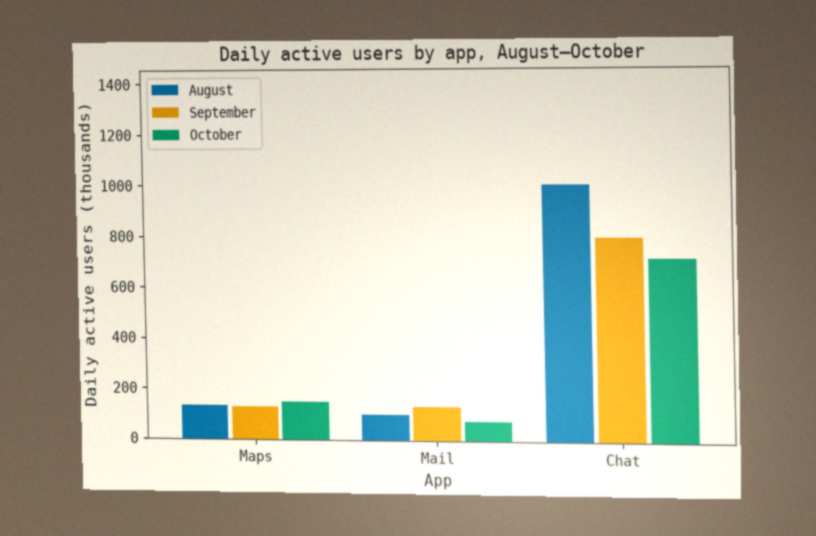 Daily active users by app, August–October
Daily active users (thousands)
1400
1200
1000
800
600
400
200
0
August
September
October
Maps
Mail
Chat
App